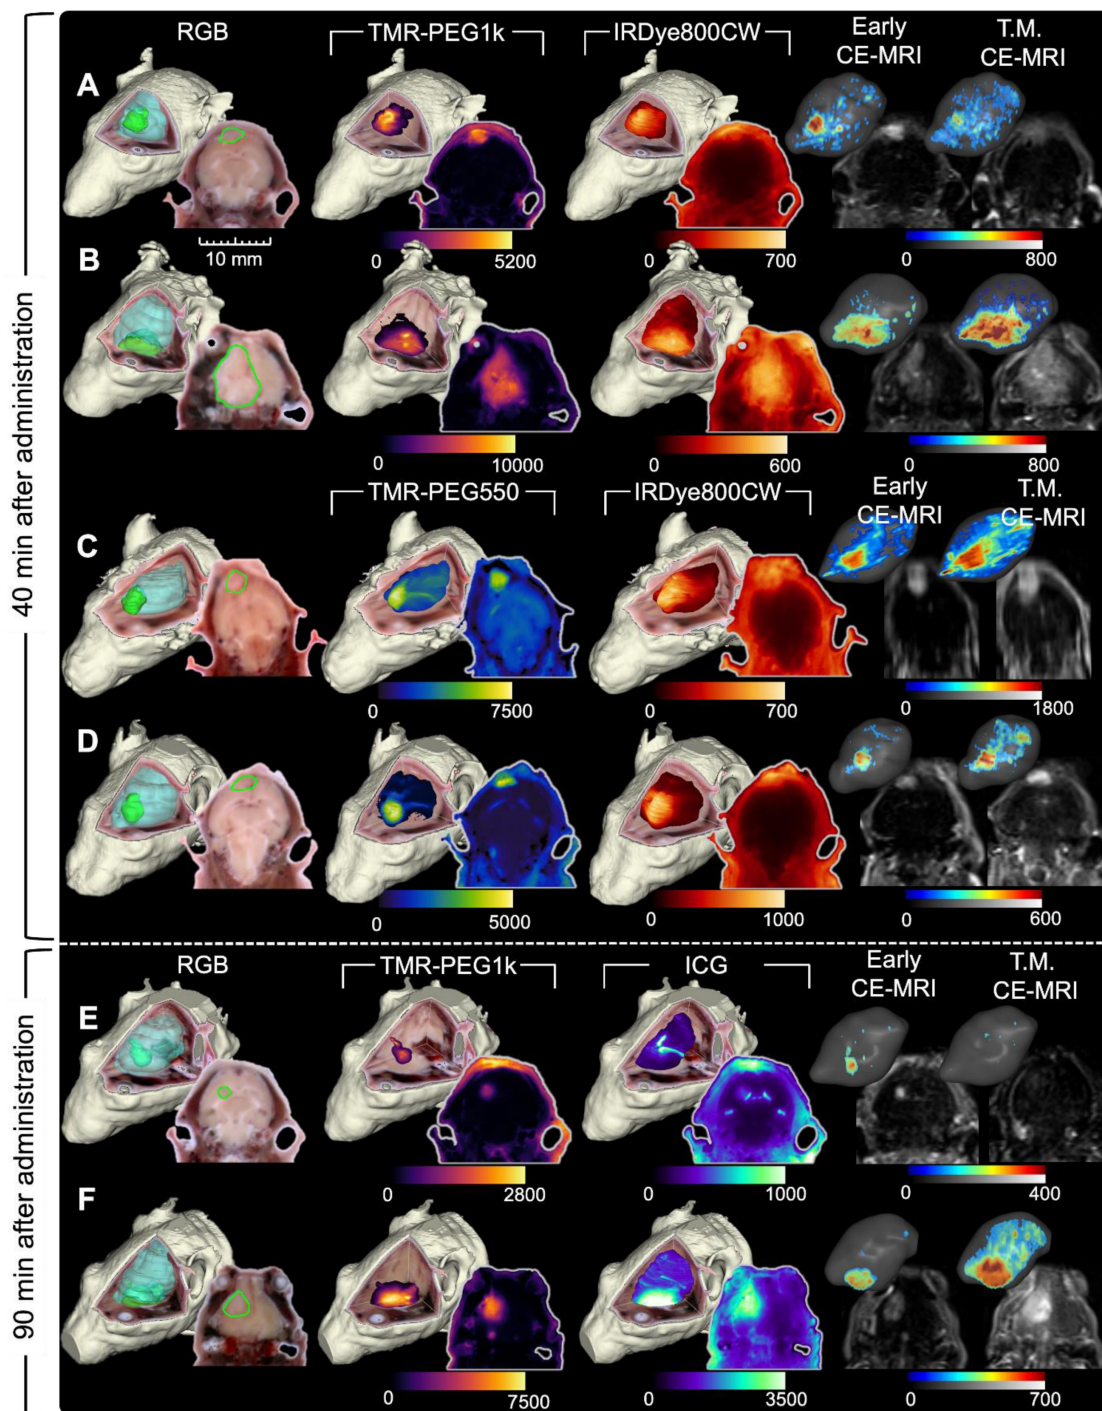 40 min after administration
RGB
TMR-PEG1k
IRDye800CW
Early
CE-MRI
T.M.
CE-MRI
A
10 mm
0 5200
0 700
0 800
B
0 10000
0 600
0 800
TMR-PEG550
IRDye800CW
Early
CE-MRI
T.M.
CE-MRI
C
0 7500
0 700
0 1800
D
0 5000
0 1000
0 600
90 min after administration
RGB
TMR-PEG1k
ICG
Early
CE-MRI
T.M.
CE-MRI
E
0 2800
0 1000
0 400
F
0 7500
0 3500
0 700